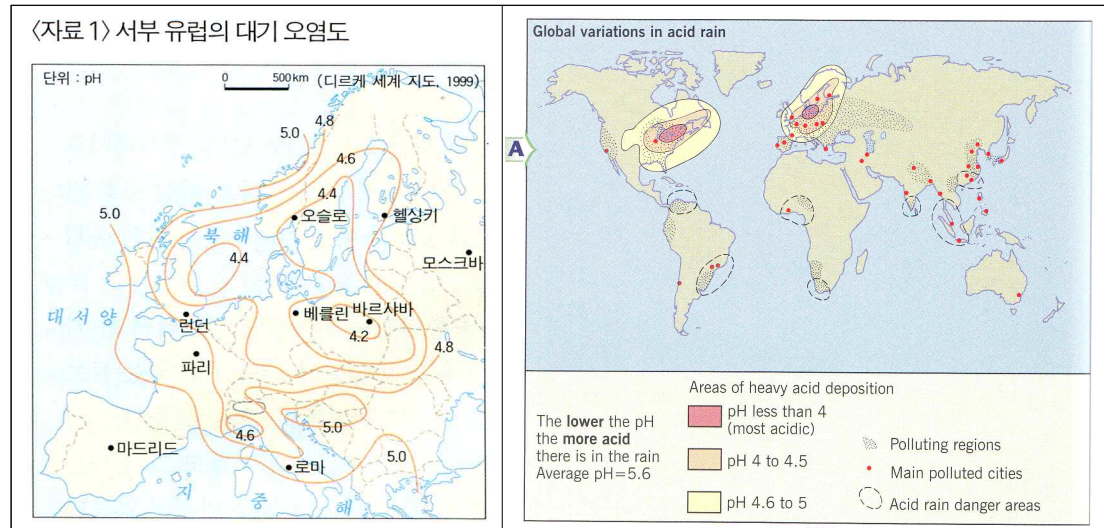 〈자료 1〉 서부 유럽의 대기 오염도
단위 : pH
0 500km
(디르케 세계 지도, 1999)
5.0
4.8
4.6
4.4
5.0
오슬로
헬싱키
북해
4.4
모스크바
대서양
런던
베를린
바르샤바
4.2
파리
4.8
4.6
5.0
5.0
마드리드
로마
지중해
Global variations in acid rain
A
Areas of heavy acid deposition
The lower the pH
the more acid
there is in the rain
Average pH=5.6
pH less than 4
(most acidic)
pH 4 to 4.5
pH 4.6 to 5
Polluting regions
Main polluted cities
Acid rain danger areas